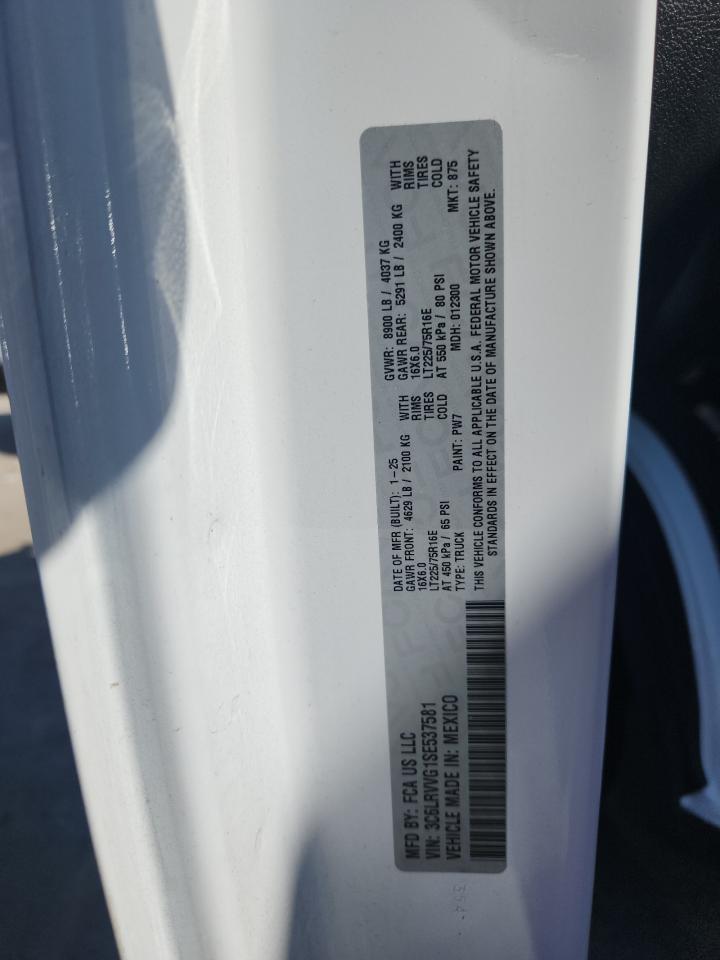 MFD BY: FCA US LLC
VIN: 3C6LRVVG1SE537581
VEHICLE MADE IN: MEXICO
DATE OF MFR (BUILT): 1-25
GAWR FRONT: 4629 LB / 2100 KG WITH
16X6.0 RIMS
LT225/75R16E TIRES
AT 450 kPa / 65 PSI COLD
TYPE: TRUCK PAINT: PW7
GVWR: 8900 LB / 4037 KG
GAWR REAR: 5291 LB / 2400 KG WITH
16X6.0 RIMS
LT225/75R16E TIRES
AT 550 kPa / 80 PSI COLD
MDH: 012300 MKT: 875
THIS VEHICLE CONFORMS TO ALL APPLICABLE U.S.A. FEDERAL MOTOR VEHICLE SAFETY
STANDARDS IN EFFECT ON THE DATE OF MANUFACTURE SHOWN ABOVE.